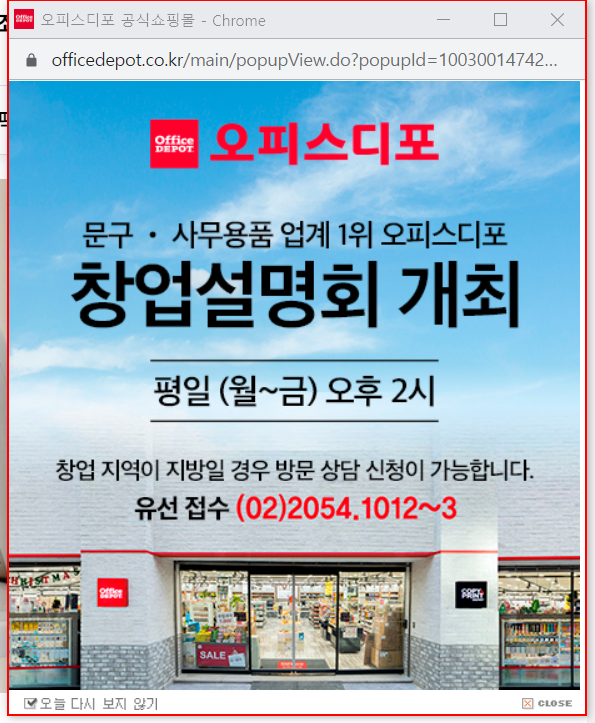 오피스디포 공식쇼핑몰 - Chrome
officedepot.co.kr/main/popupView.do?popupId=10030014742...
Office DEPOT 오피스디포
문구 · 사무용품 업계 1위 오피스디포
창업설명회 개최
평일 (월~금) 오후 2시
창업 지역이 지방일 경우 방문 상담 신청이 가능합니다.
유선 접수 (02)2054.1012~3
CHRISTMA
Office DEPOT
COPY PRINT
SALE
오늘 다시 보지 않기
CLOSE